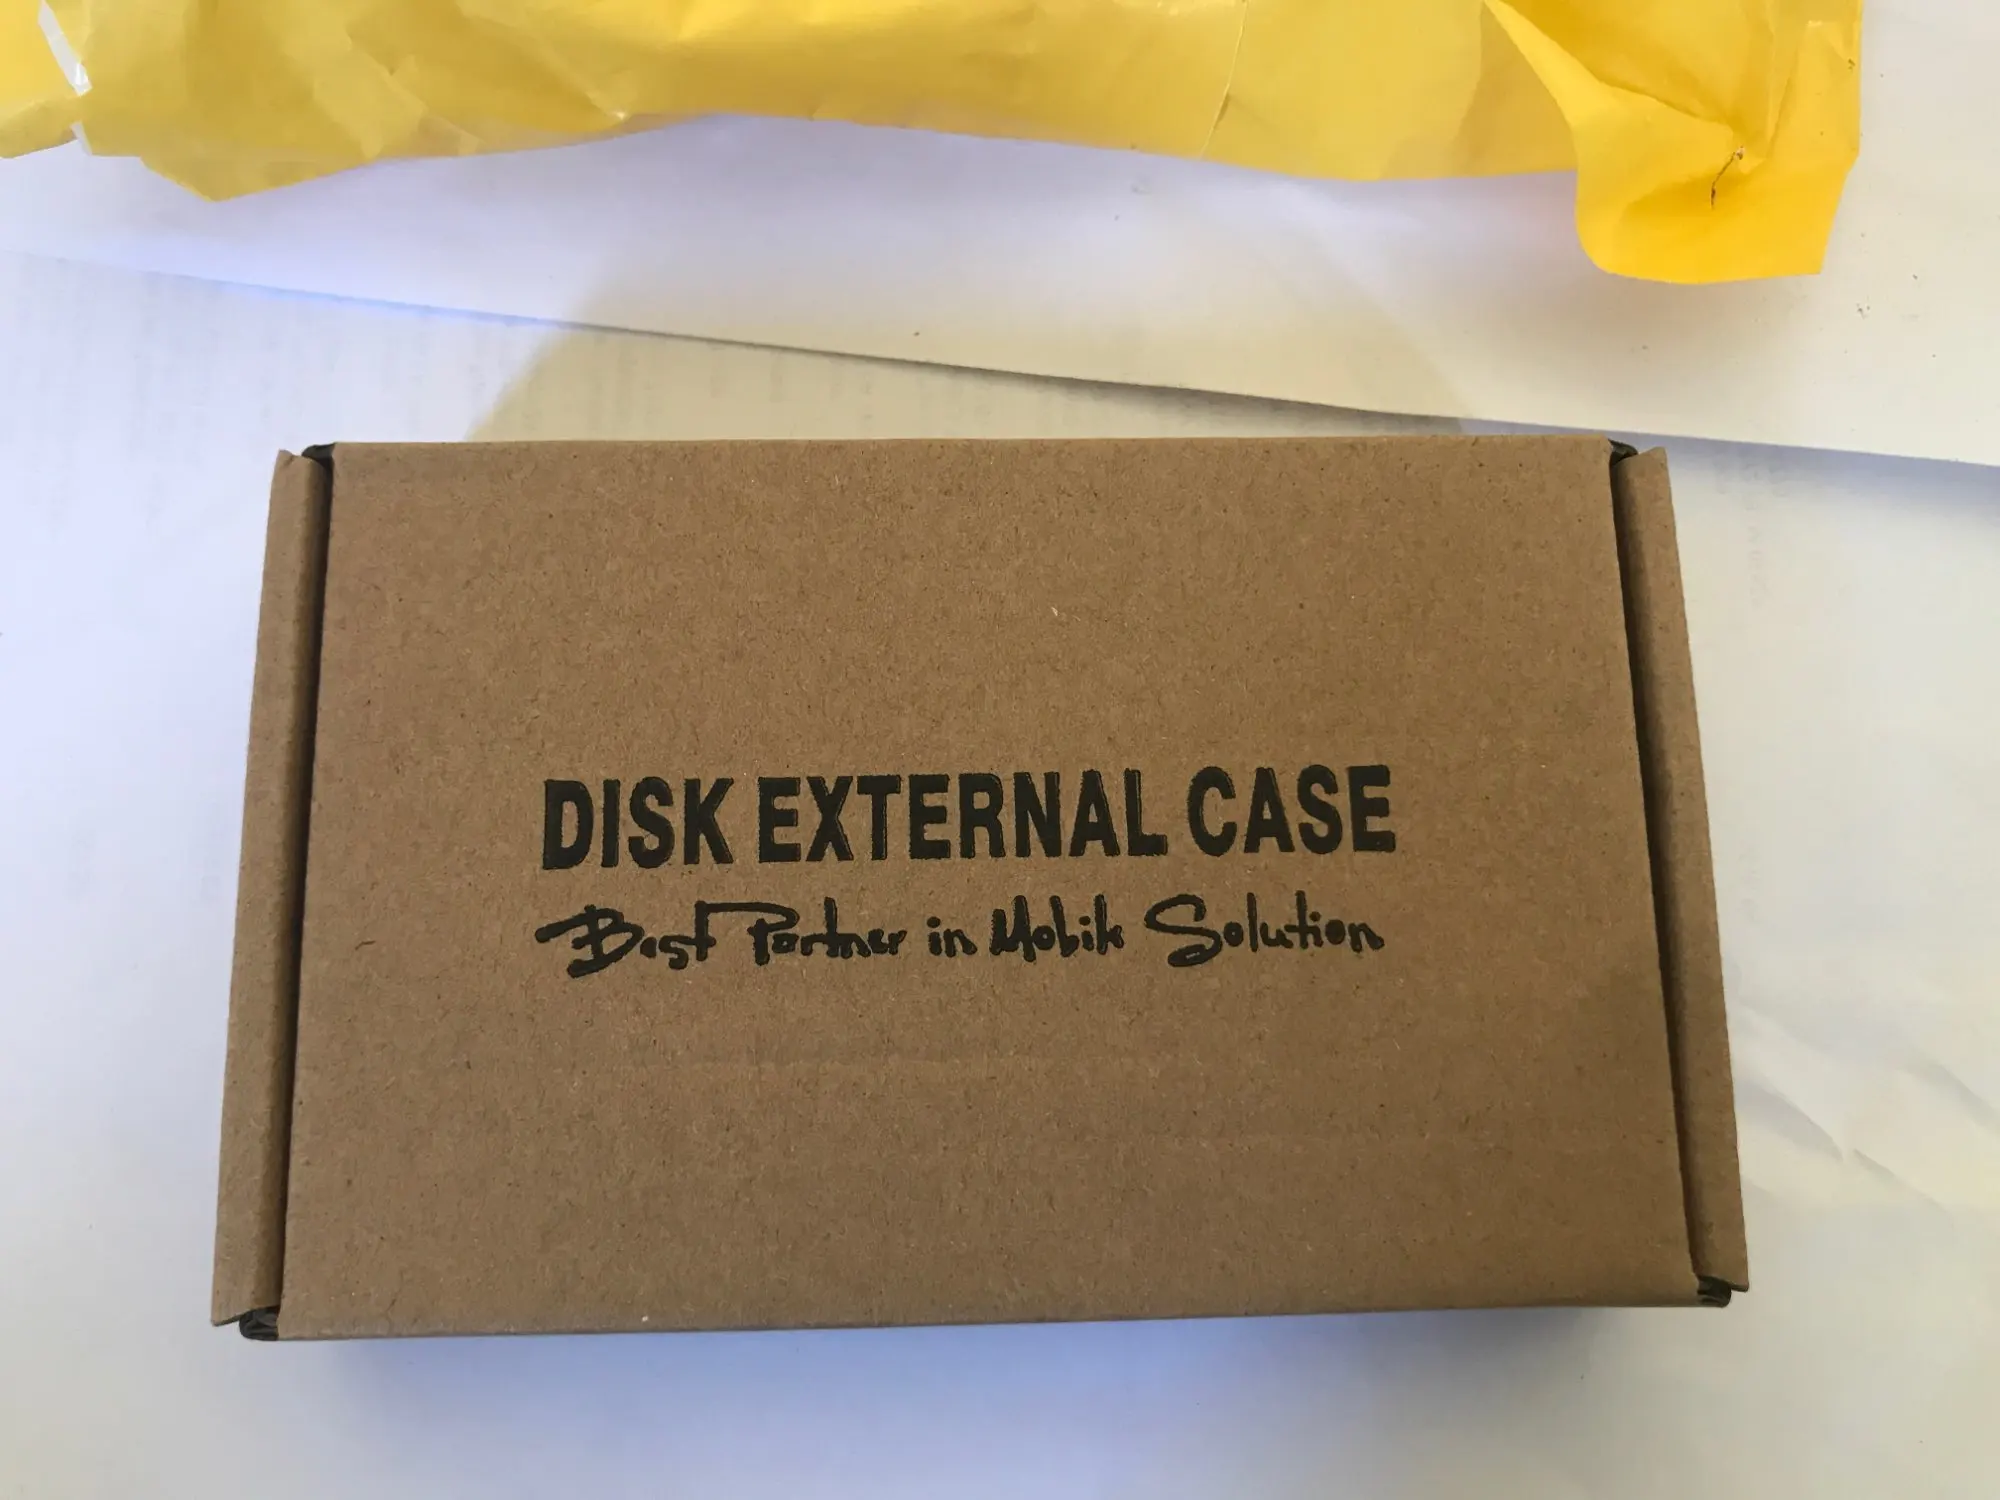 DISK EXTERNAL CASE
Best Partner in Mobile Solution